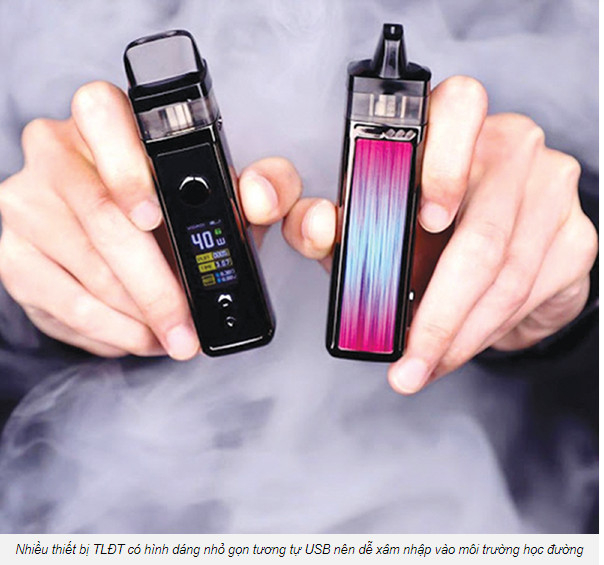 40 W
Nhiều thiết bị TLĐT có hình dáng nhỏ gọn tương tự USB nên dễ xâm nhập vào môi trường học đường